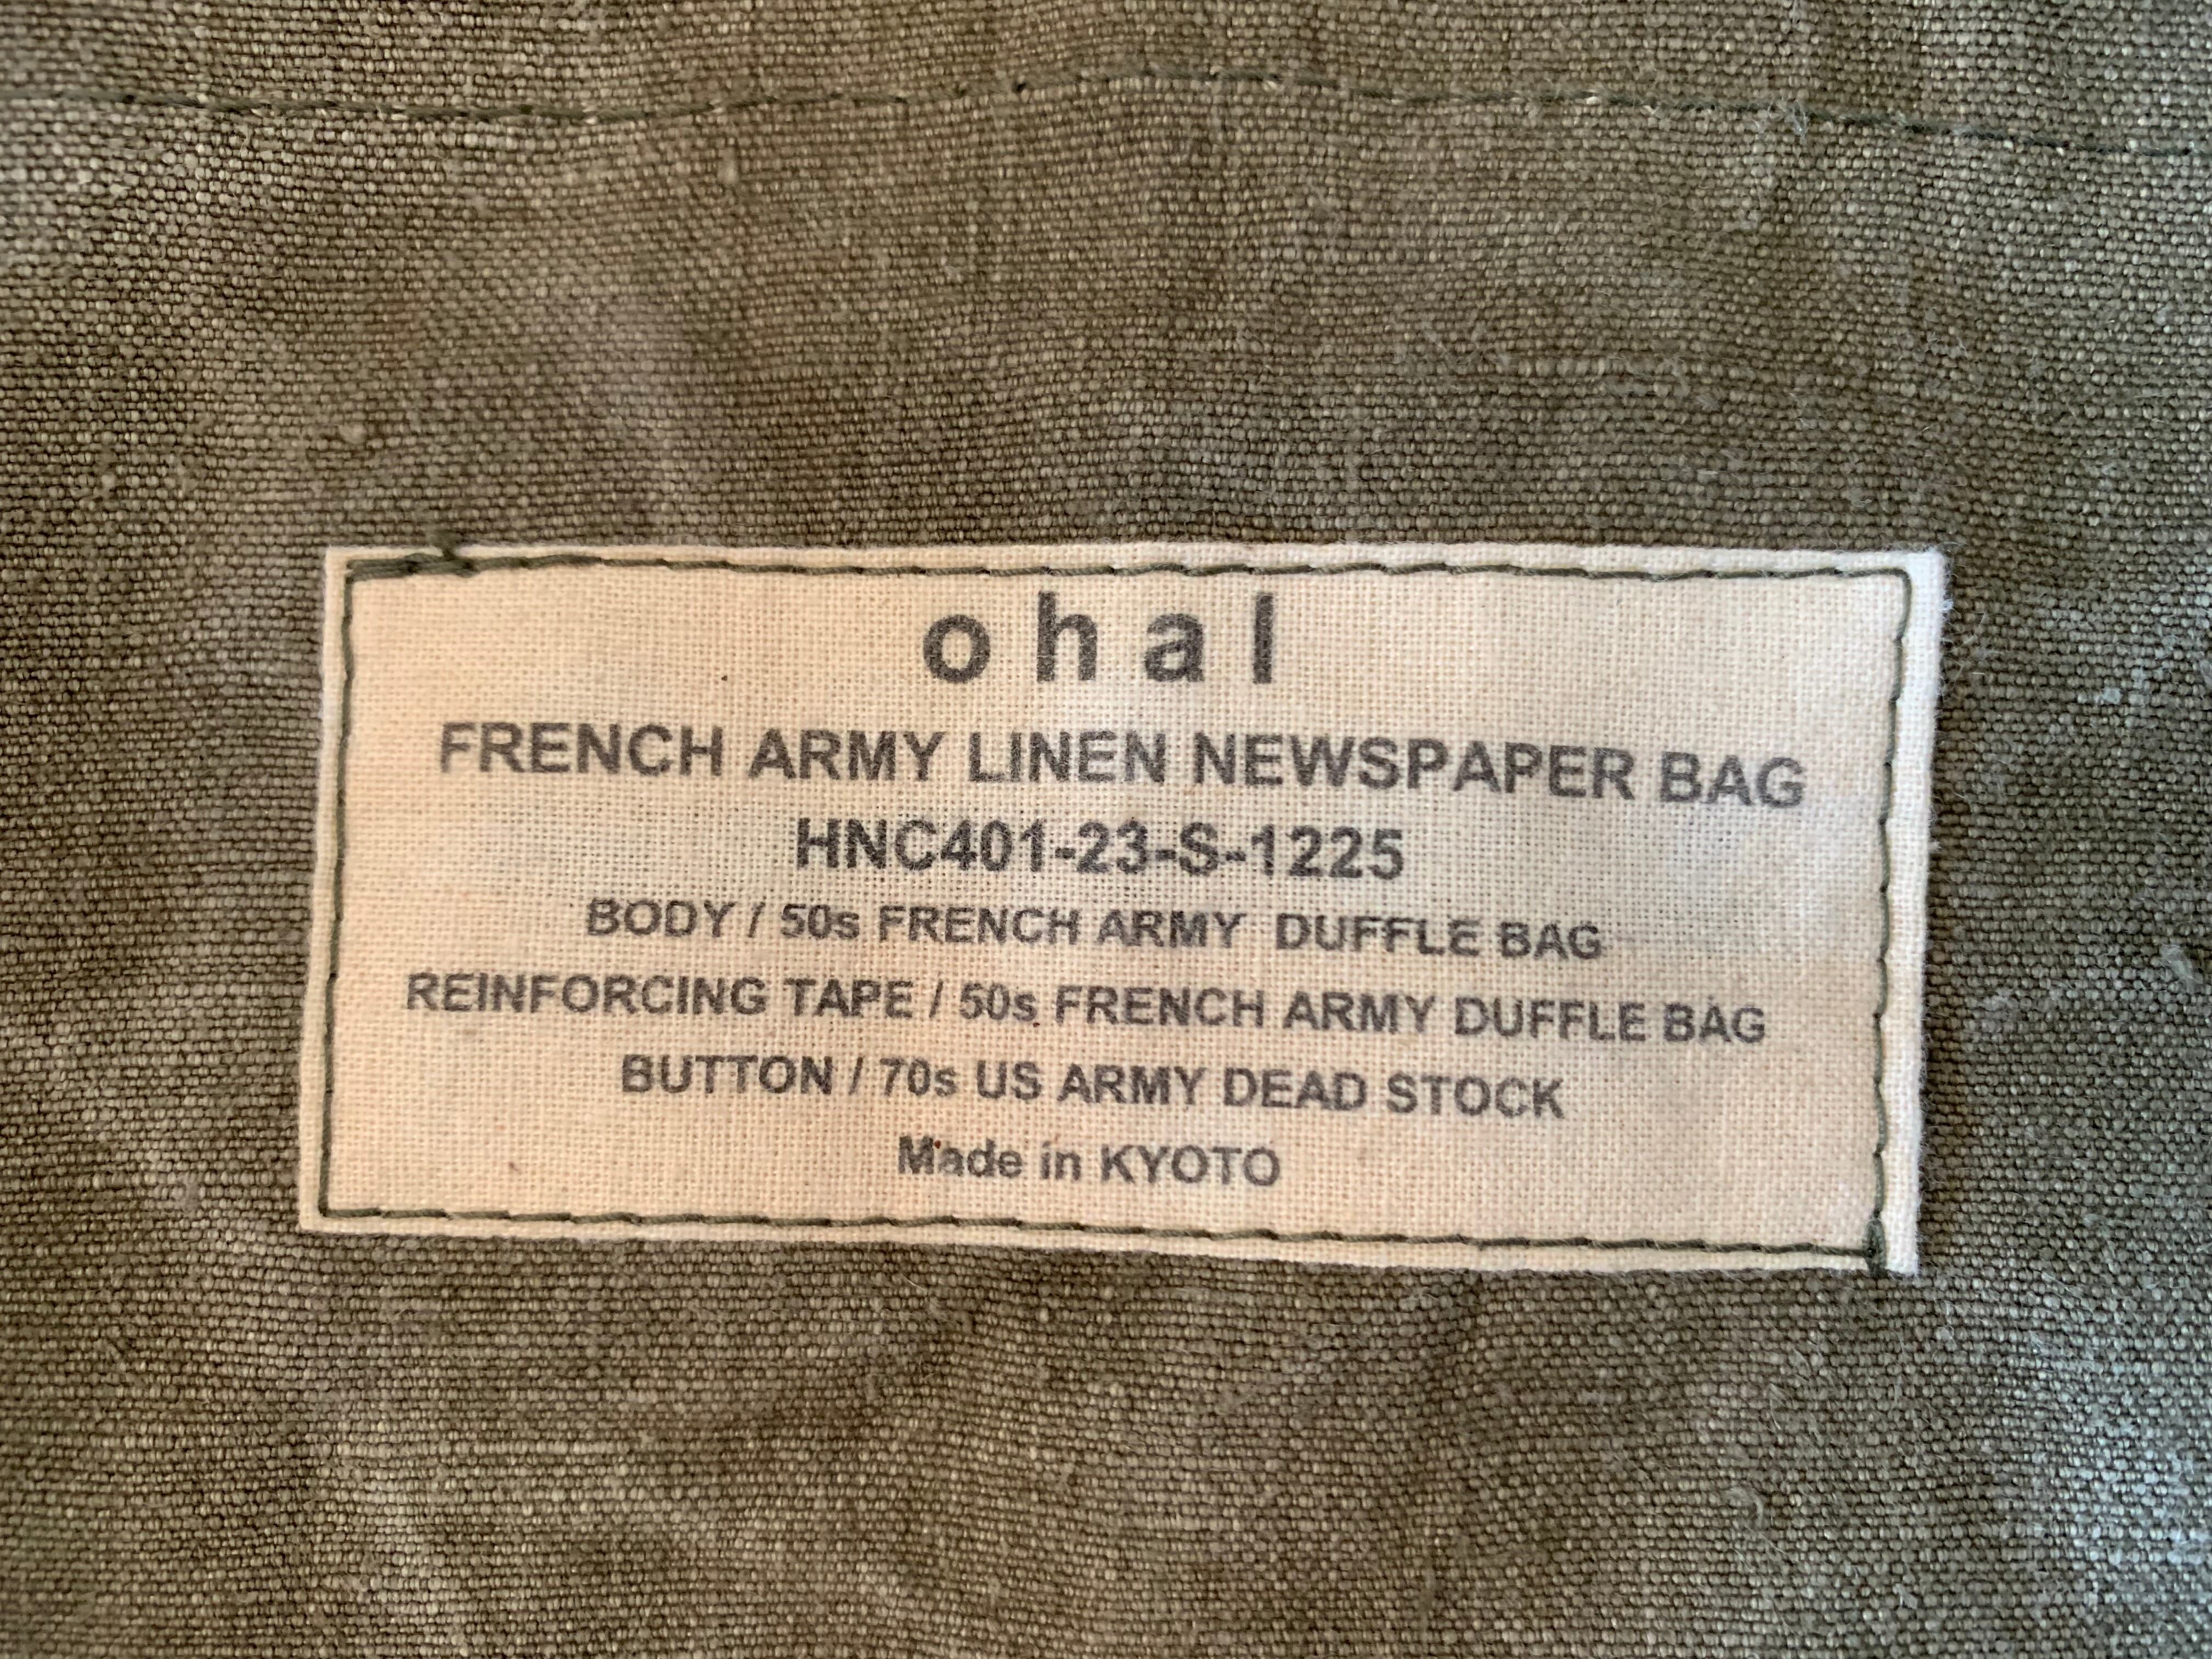 ohal
FRENCH ARMY LINEN NEWSPAPER BAG
HNC401-23-S-1225
BODY / 50s FRENCH ARMY DUFFLE BAG
REINFORCING TAPE / 50s FRENCH ARMY DUFFLE BAG
BUTTON / 70s US ARMY DEAD STOCK
Made in KYOTO